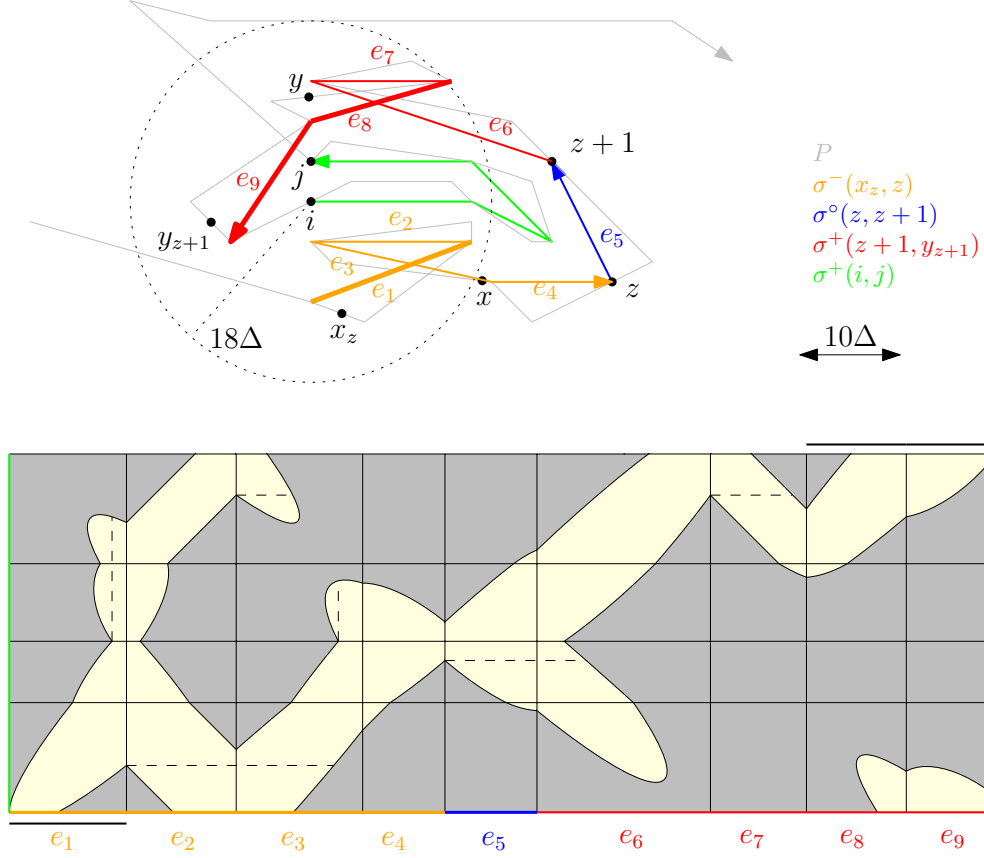 e₇
y
e₈
e₆
z + 1
P
j
σ⁻(x_z, z)
e₉
i
σ°(z, z + 1)
y_{z+1}
e₂
e₅
σ⁺(z + 1, y_{z+1})
e₃
σ⁺(i, j)
e₁
x
e₄
z
x_z
18Δ
10Δ
e₁ e₂ e₃ e₄ e₅ e₆ e₇ e₈ e₉